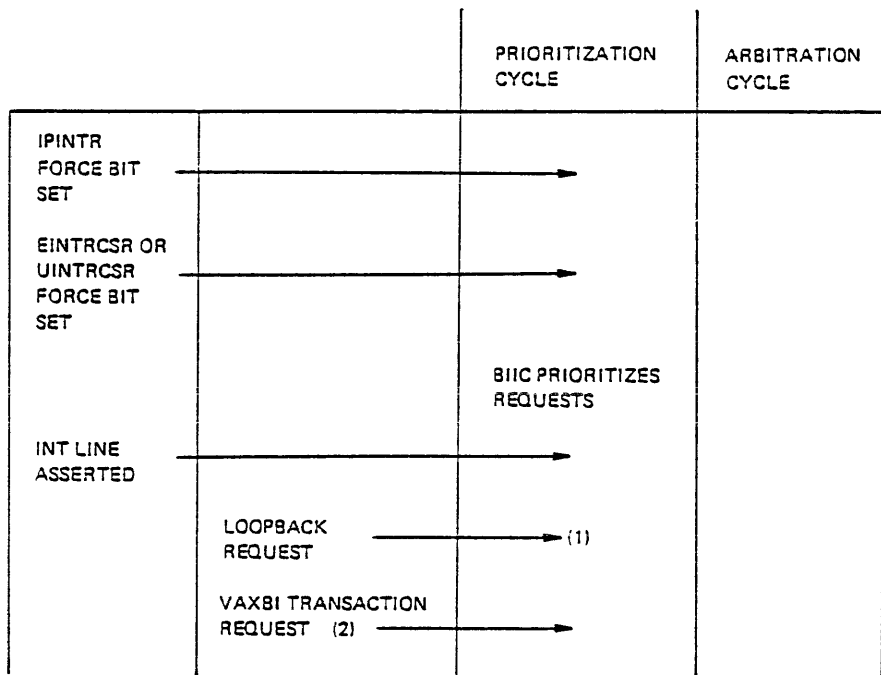 PRIORITIZATION
CYCLE
ARBITRATION
CYCLE
IPINTR
FORCE BIT
SET
EINTRCSR OR
UINTRCSR
FORCE BIT
SET
BIIC PRIORITIZES
REQUESTS
INT LINE
ASSERTED
LOOPBACK
REQUEST
(1)
VAXBI TRANSACTION
REQUEST (2)